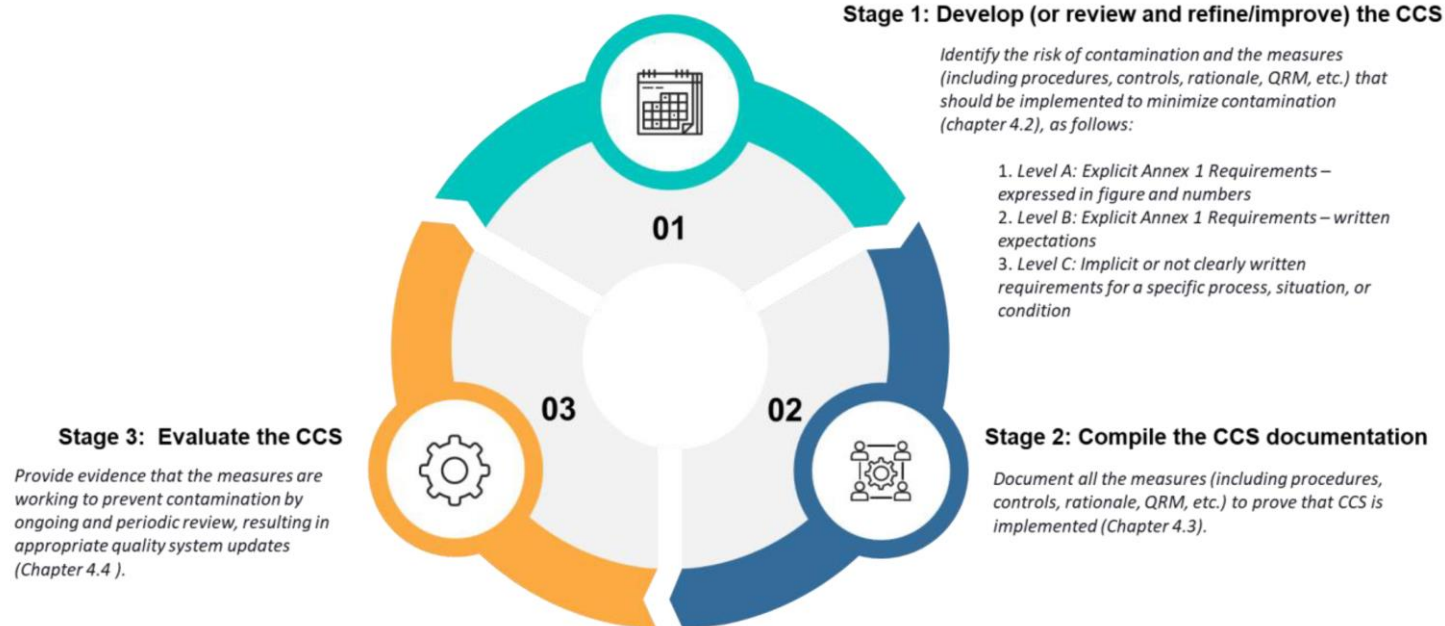 Stage 1: Develop (or review and refine/improve) the CCS
Identify the risk of contamination and the measures
(including procedures, controls, rationale, QRM, etc.) that
should be implemented to minimize contamination
(chapter 4.2), as follows:
1. Level A: Explicit Annex 1 Requirements –
expressed in figure and numbers
2. Level B: Explicit Annex 1 Requirements – written
expectations
3. Level C: Implicit or not clearly written
requirements for a specific process, situation, or
condition
01
02
03
Stage 2: Compile the CCS documentation
Document all the measures (including procedures,
controls, rationale, QRM, etc.) to prove that CCS is
implemented (Chapter 4.3).
Stage 3:  Evaluate the CCS
Provide evidence that the measures are
working to prevent contamination by
ongoing and periodic review, resulting in
appropriate quality system updates
(Chapter 4.4 ).